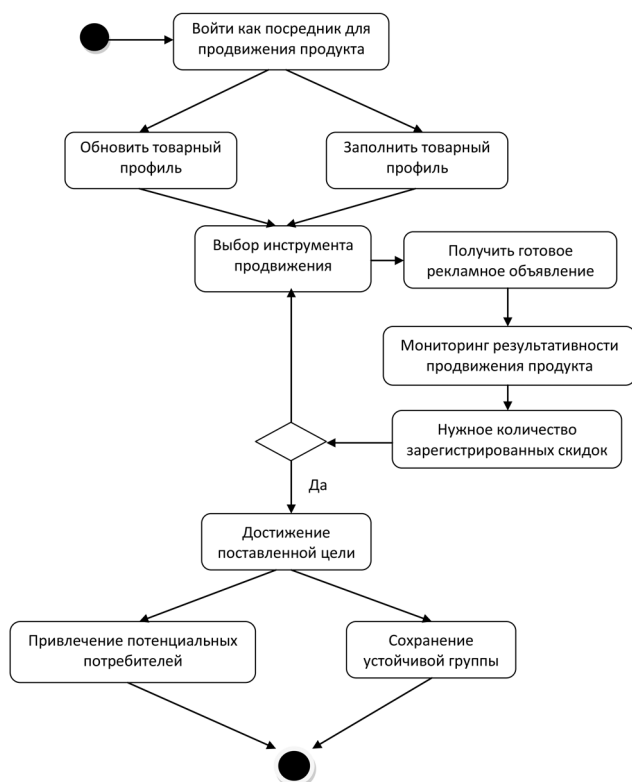 Войти как посредник для
продвижения продукта
Обновить товарный
профиль
Заполнить товарный
профиль
Выбор инструмента
продвижения
Получить готовое
рекламное объявление
Мониторинг результативности
продвижения продукта
Нужное количество
зарегистрированных скидок
Да
Достижение
поставленной цели
Привлечение потенциальных
потребителей
Сохранение
устойчивой группы